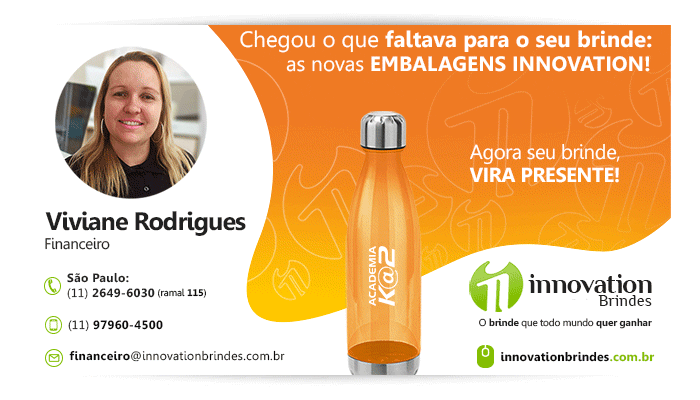 Chegou o que faltava para o seu brinde:
as novas EMBALAGENS INNOVATION!
Agora seu brinde,
VIRA PRESENTE!
Viviane Rodrigues
Financeiro
São Paulo:
(11) 2649-6030 (ramal 115)
(11) 97960-4500
financeiro@innovationbrindes.com.br
ACADEMIA
K@2
innovation
Brindes
O brinde que todo mundo quer ganhar
innovationbrindes.com.br